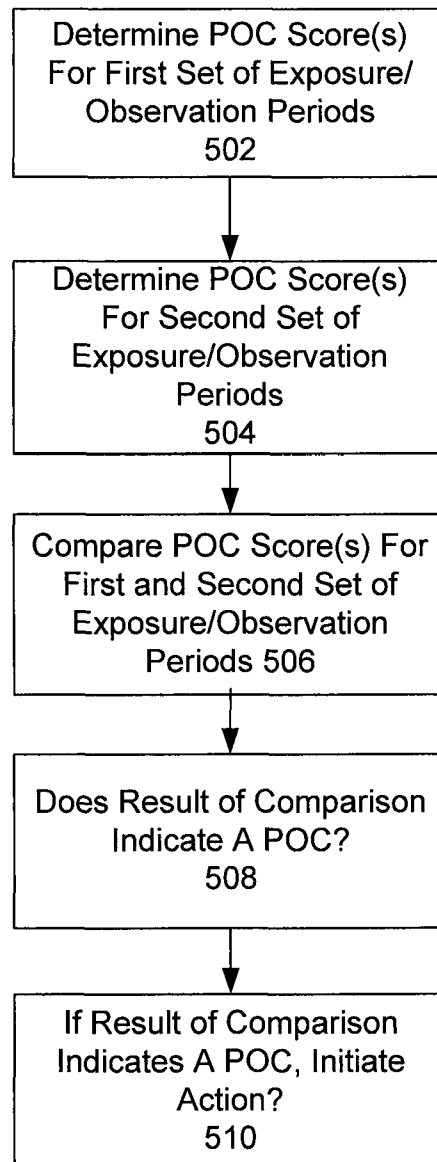 Determine POC Score(s)
For First Set of Exposure/
Observation Periods
502
Determine POC Score(s)
For Second Set of
Exposure/Observation
Periods
504
Compare POC Score(s) For
First and Second Set of
Exposure/Observation
Periods 506
Does Result of Comparison
Indicate A POC?
508
If Result of Comparison
Indicates A POC, Initiate
Action?
510